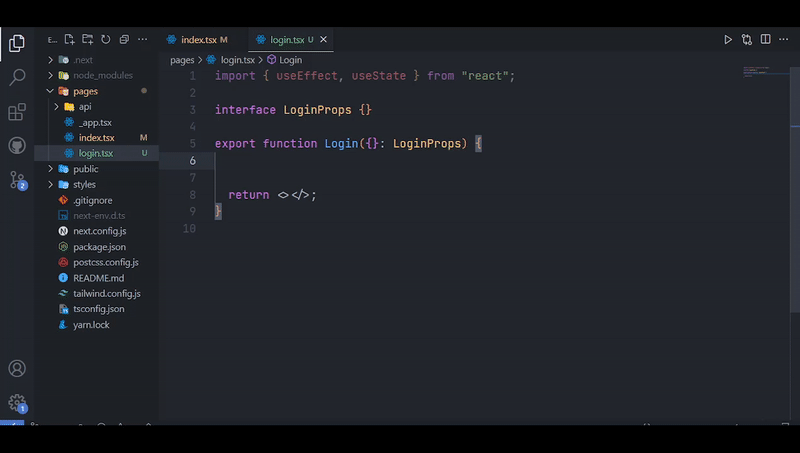 E...
index.tsx M
login.tsx U
pages > login.tsx > Login
.next
node_modules
pages
api
_app.tsx
index.tsx M
login.tsx U
public
styles
.gitignore
next-env.d.ts
next.config.js
package.json
postcss.config.js
README.md
tailwind.config.js
tsconfig.json
yarn.lock
1 import { useEffect, useState } from "react";
2
3 interface LoginProps {}
4
5 export function Login({}: LoginProps) {
6
7
8 return <></>;
9 }
10
2
1